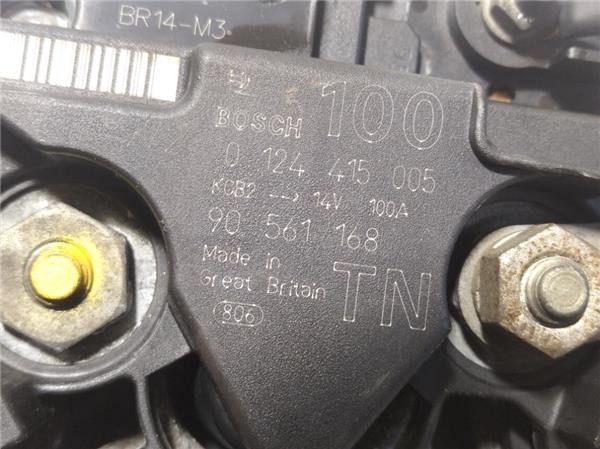 BR14-M3
100
BOSCH
0 124 415 005
KCB2 --> 14V 100A
90 561 168
Made in
Great Britain
TN
806